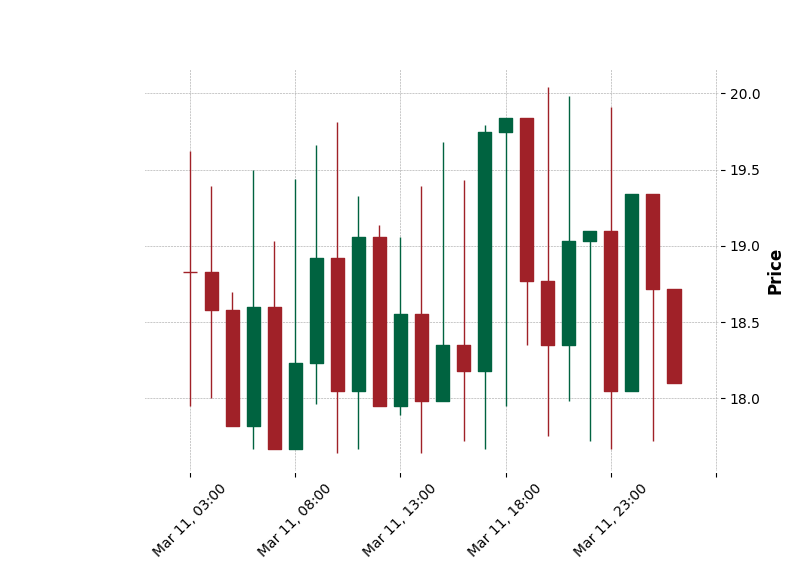 20.0
19.5
19.0
18.5
18.0
Price
Mar 11, 03:00
Mar 11, 08:00
Mar 11, 13:00
Mar 11, 18:00
Mar 11, 23:00